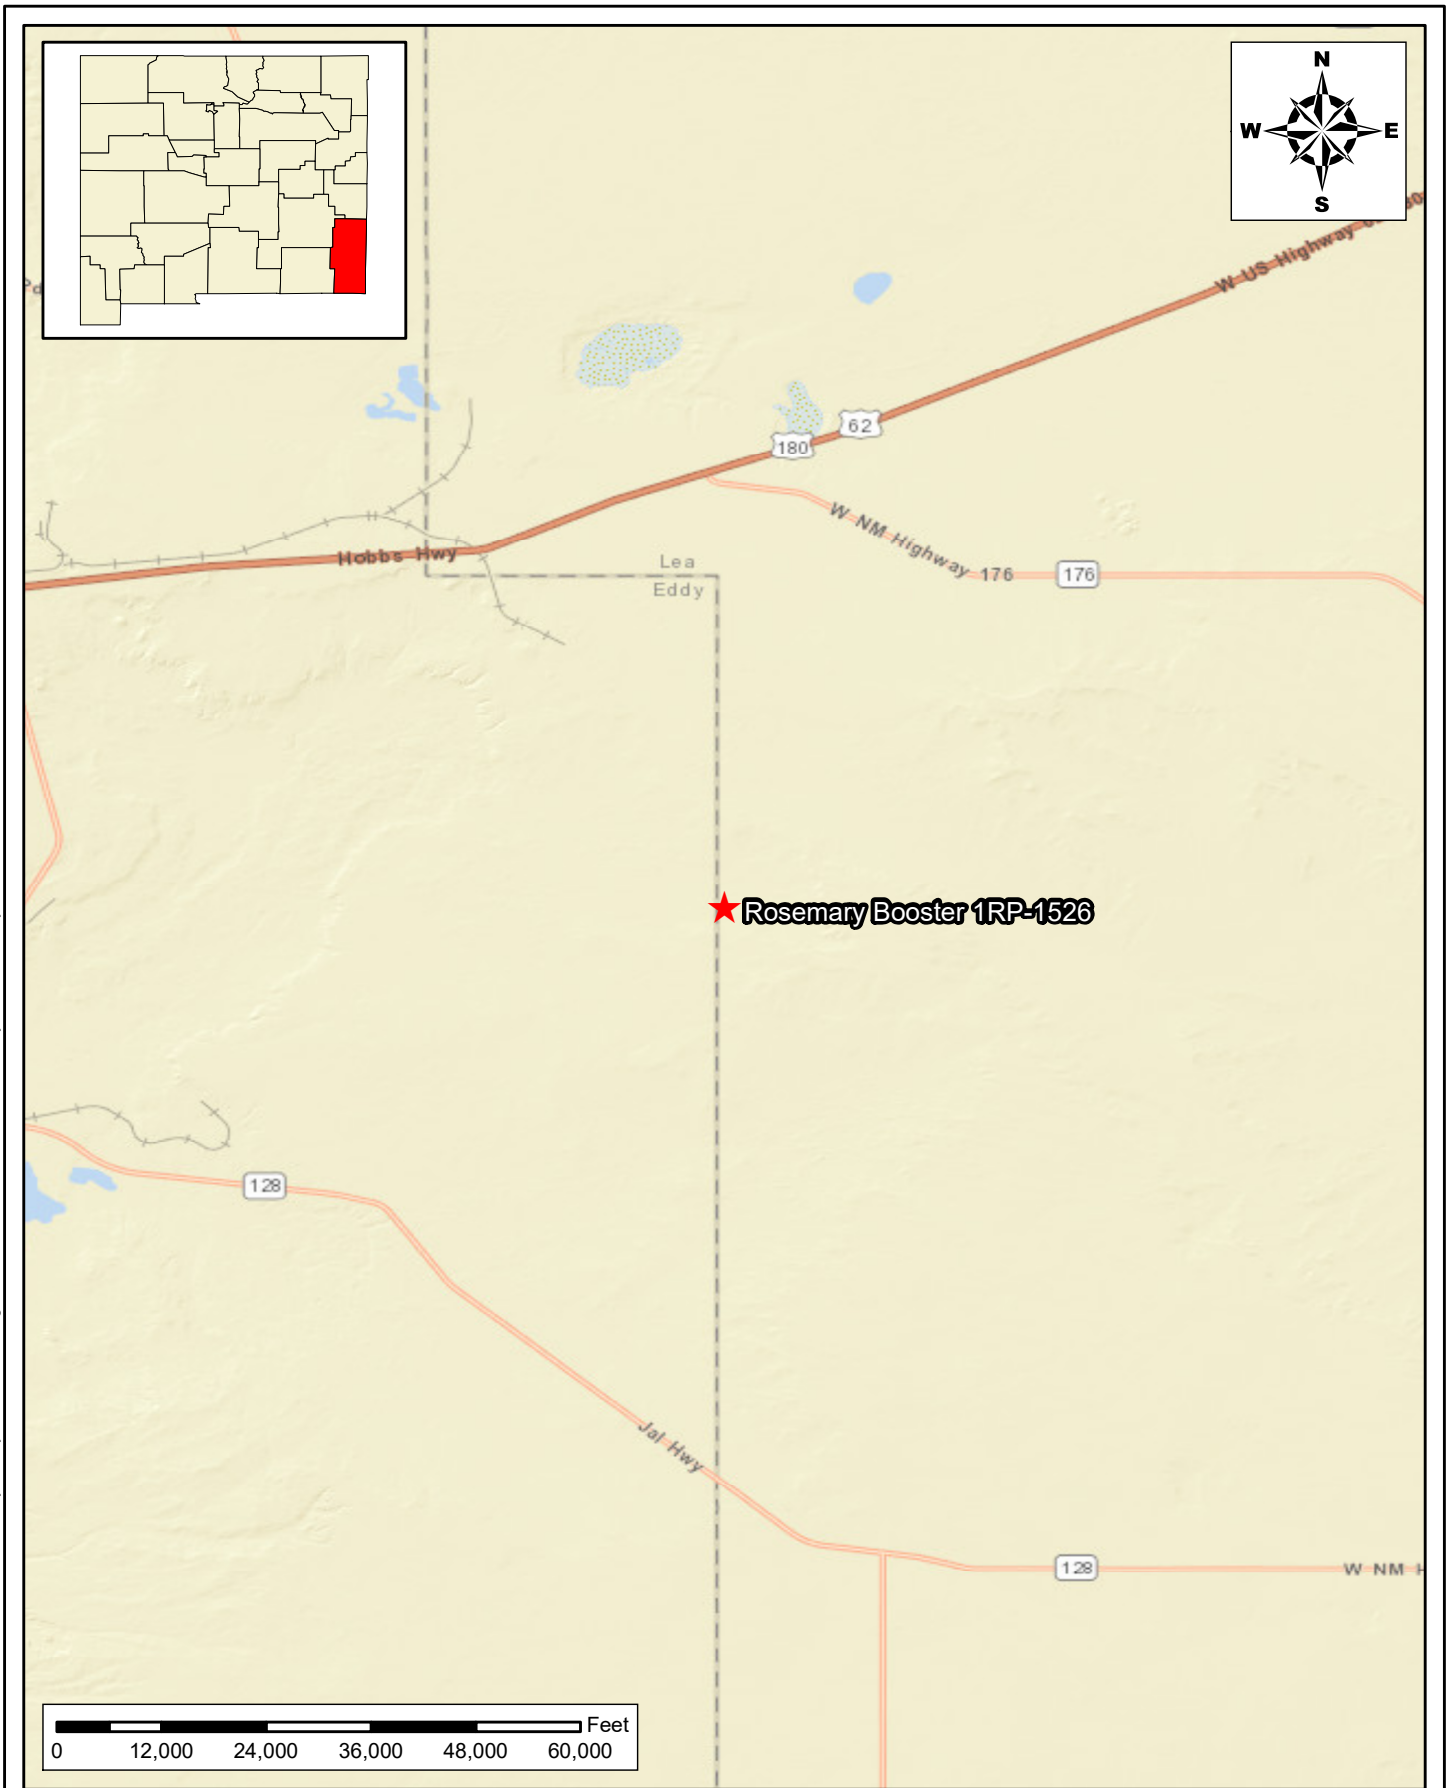 N
W E
S
W US Highway
62
180
W NM Highway 176
176
Hobbs Hwy
Lea
Eddy
Rosemary Booster 1RP-1526
128
Jal Hwy
128
W NM
Feet
0 12,000 24,000 36,000 48,000 60,000